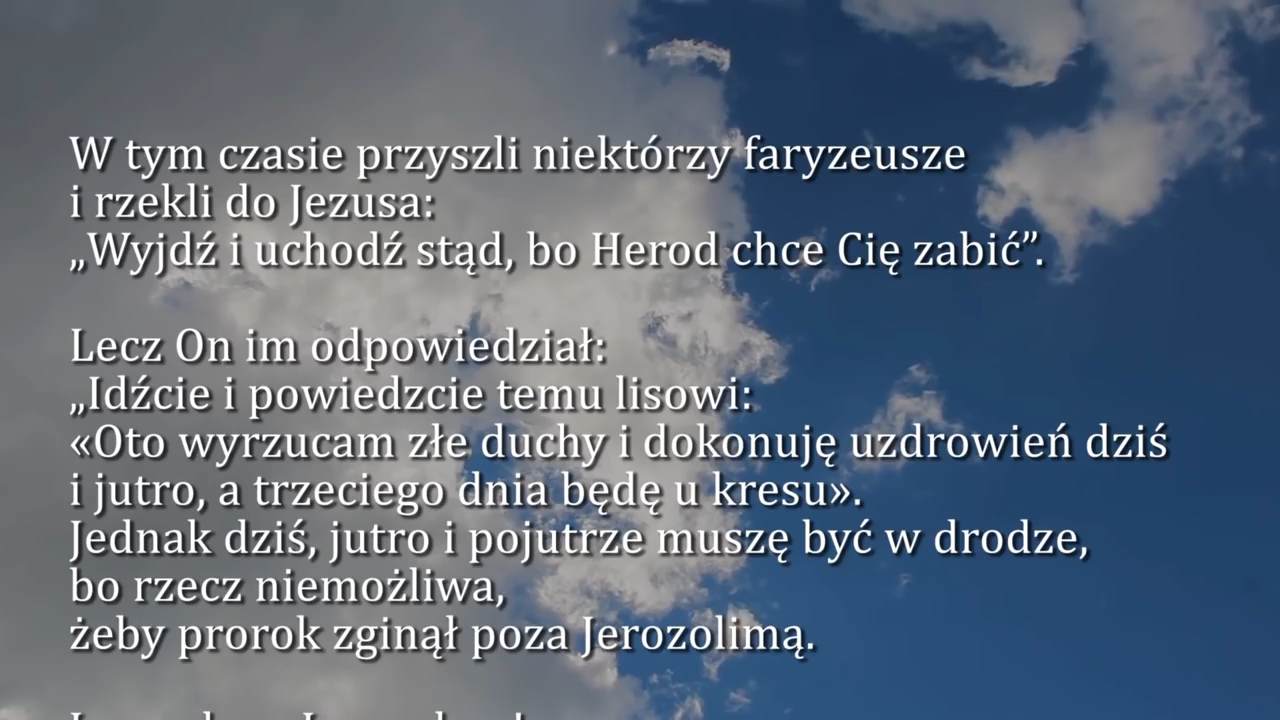 W tym czasie przyszli niektórzy faryzeusze
i rzekli do Jezusa:
„Wyjdź i uchodź stąd, bo Herod chce Cię zabić”.
Lecz On im odpowiedział:
„Idźcie i powiedzcie temu lisowi:
«Oto wyrzucam złe duchy i dokonuję uzdrowień dziś
i jutro, a trzeciego dnia będę u kresu».
Jednak dziś, jutro i pojutrze muszę być w drodze,
bo rzecz niemożliwa,
żeby prorok zginął poza Jerozolimą.